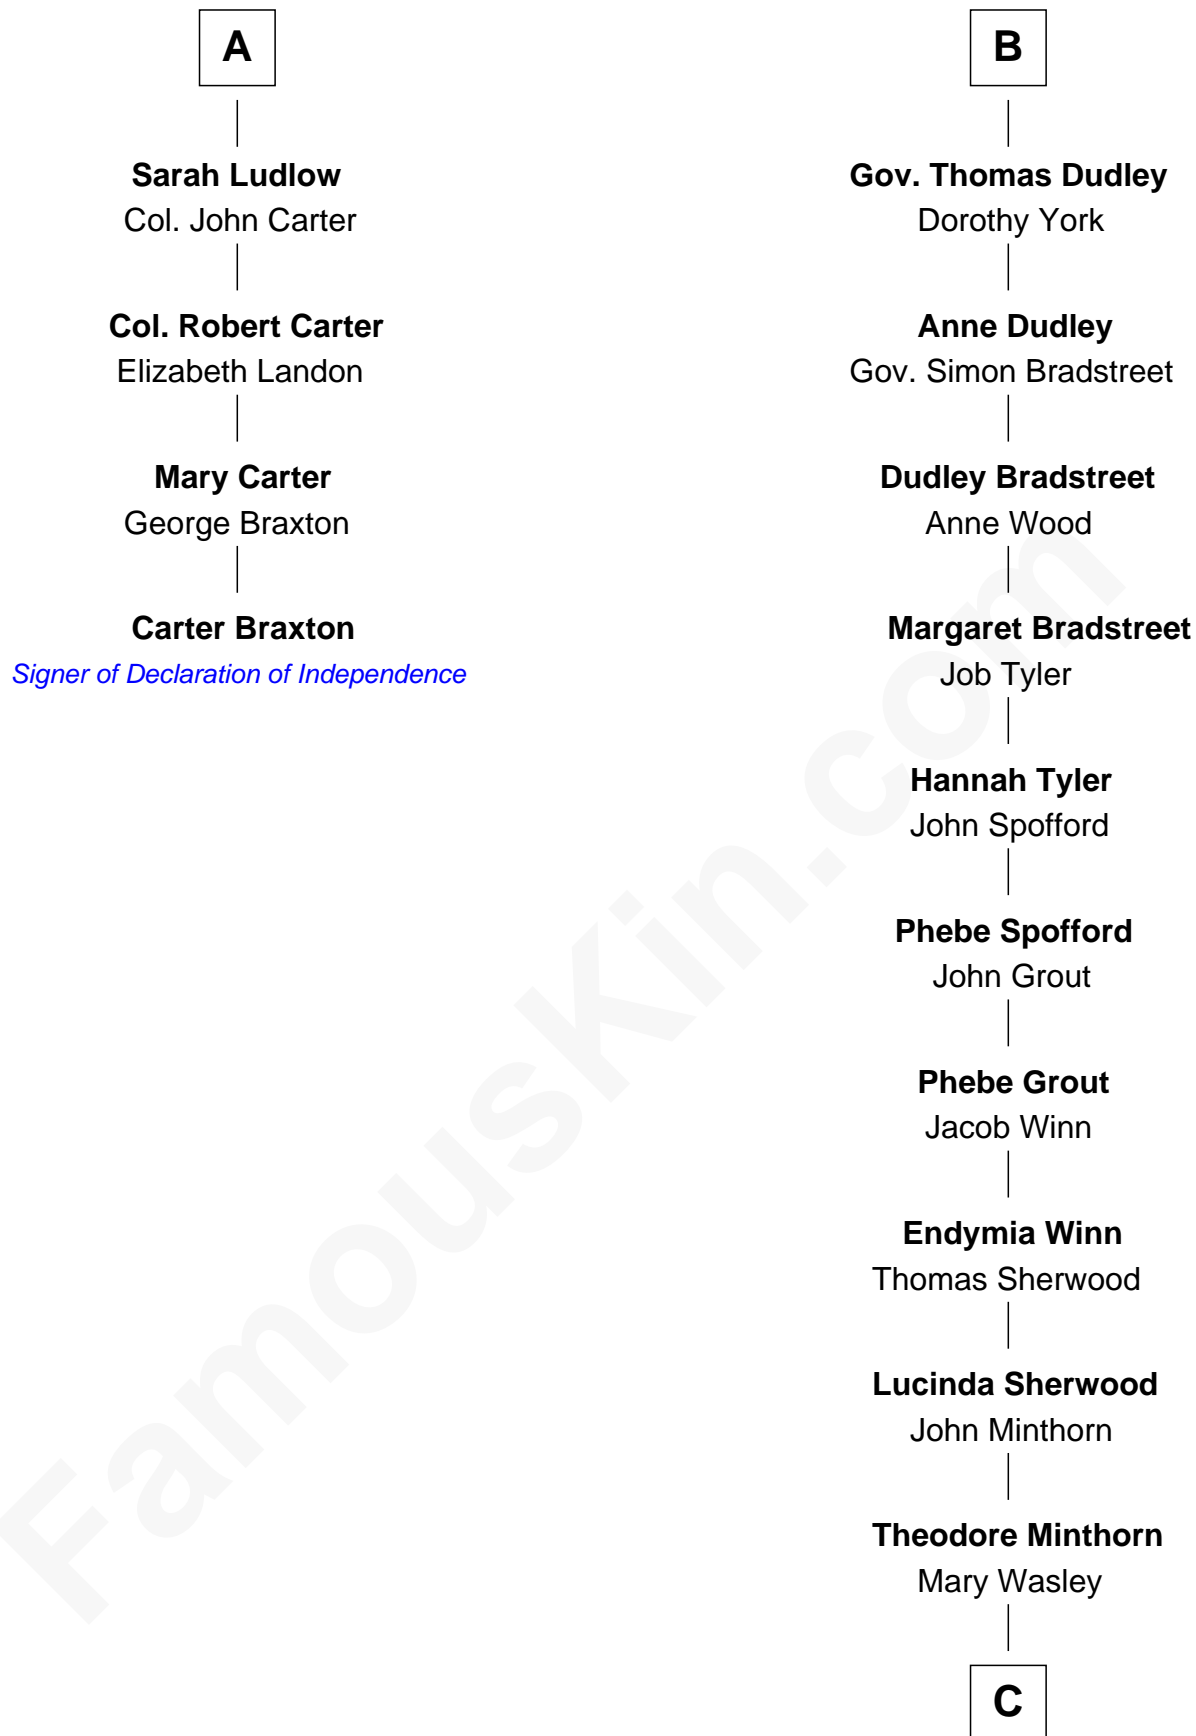 A
Sarah Ludlow
Col. John Carter
Col. Robert Carter
Elizabeth Landon
Mary Carter
George Braxton
Carter Braxton
Signer of Declaration of Independence
B
Gov. Thomas Dudley
Dorothy York
Anne Dudley
Gov. Simon Bradstreet
Dudley Bradstreet
Anne Wood
Margaret Bradstreet
Job Tyler
Hannah Tyler
John Spofford
Phebe Spofford
John Grout
Phebe Grout
Jacob Winn
Endymia Winn
Thomas Sherwood
Lucinda Sherwood
John Minthorn
Theodore Minthorn
Mary Wasley
C
FamousKin.com